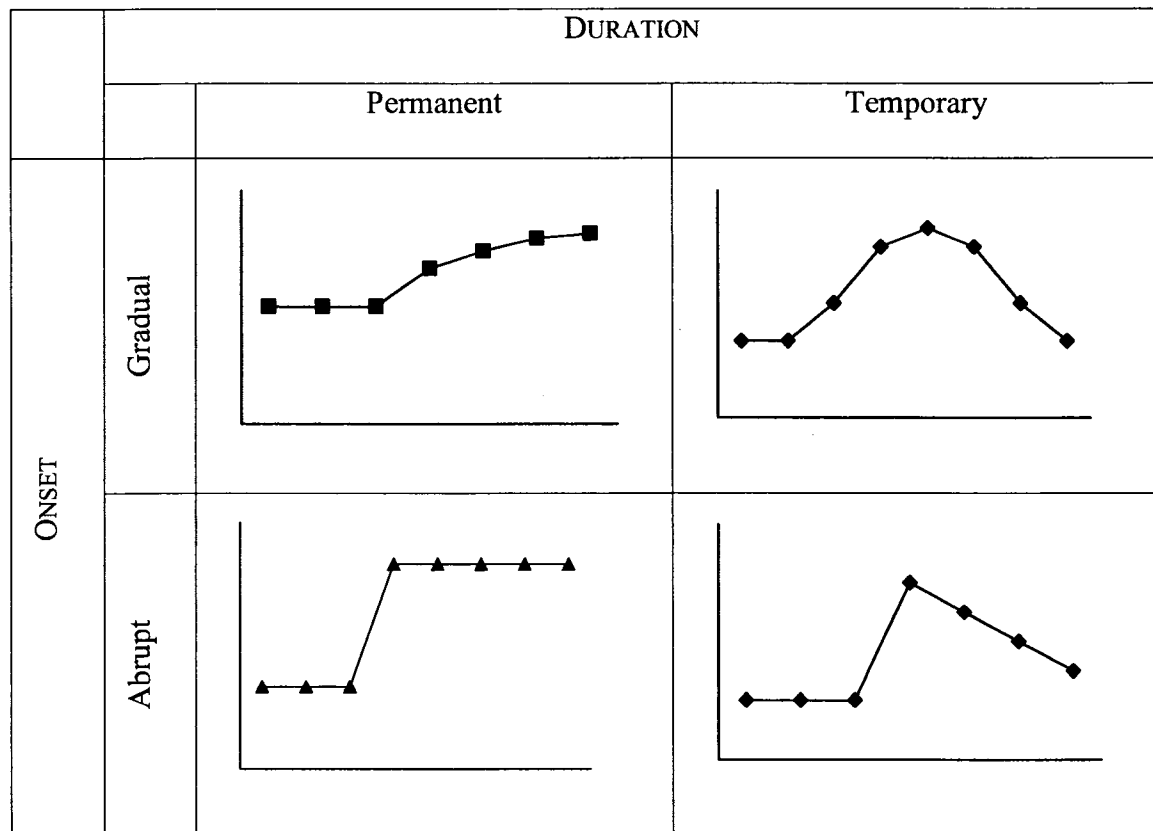 DURATION
Permanent
Temporary
ONSET
Gradual
Abrupt